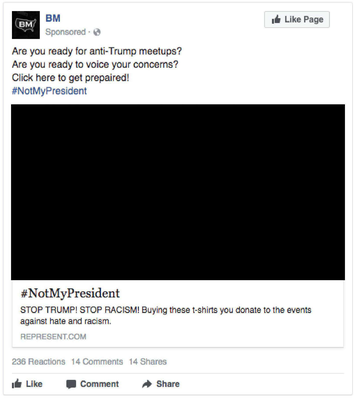 BM
BM
Like Page
Sponsored ·
Are you ready for anti-Trump meetups?
Are you ready to voice your concerns?
Click here to get prepaired!
#NotMyPresident
#NotMyPresident
STOP TRUMP! STOP RACISM! Buying these t-shirts you donate to the events
against hate and racism.
REPRESENT.COM
236 Reactions 14 Comments 14 Shares
Like Comment Share